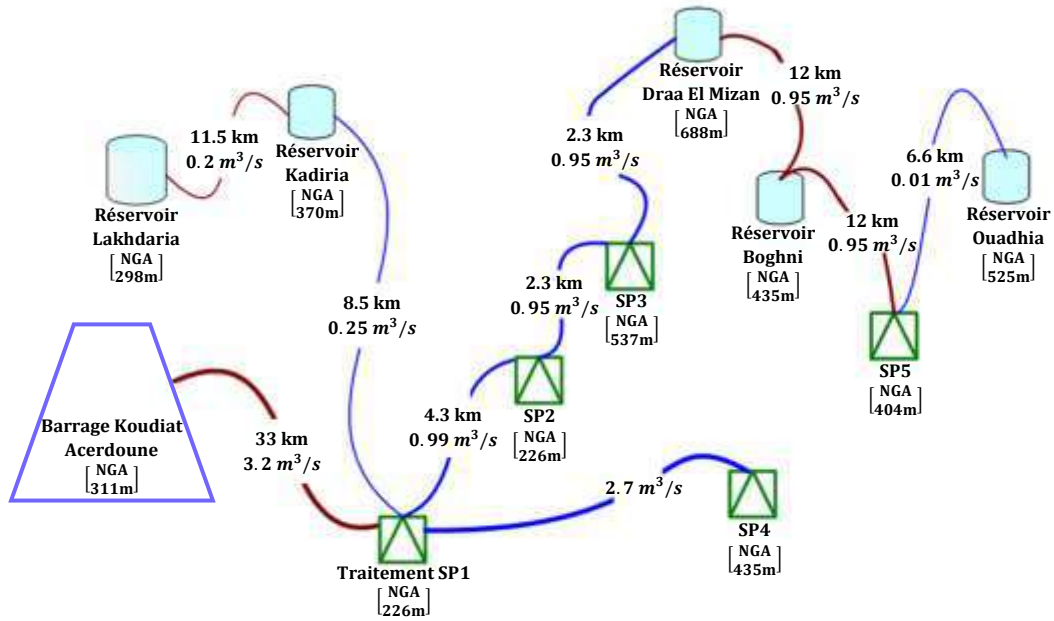 Réservoir
Draa El Mizan
[NGA
688m]
12 km
0.95 m³/s
11.5 km
0.2 m³/s
Réservoir
Kadiria
[NGA
370m]
2.3 km
0.95 m³/s
6.6 km
0.01 m³/s
Réservoir
Lakhdaria
[NGA
298m]
Réservoir
Boghni
[NGA
435m]
12 km
0.95 m³/s
Réservoir
Ouadhia
[NGA
525m]
8.5 km
0.25 m³/s
2.3 km
0.95 m³/s
SP3
[NGA
537m]
SP5
[NGA
404m]
Barrage Koudiat
Acerdoune
[NGA
311m]
33 km
3.2 m³/s
4.3 km
0.99 m³/s
SP2
[NGA
226m]
2.7 m³/s
SP4
[NGA
435m]
Traitement SP1
[NGA
226m]